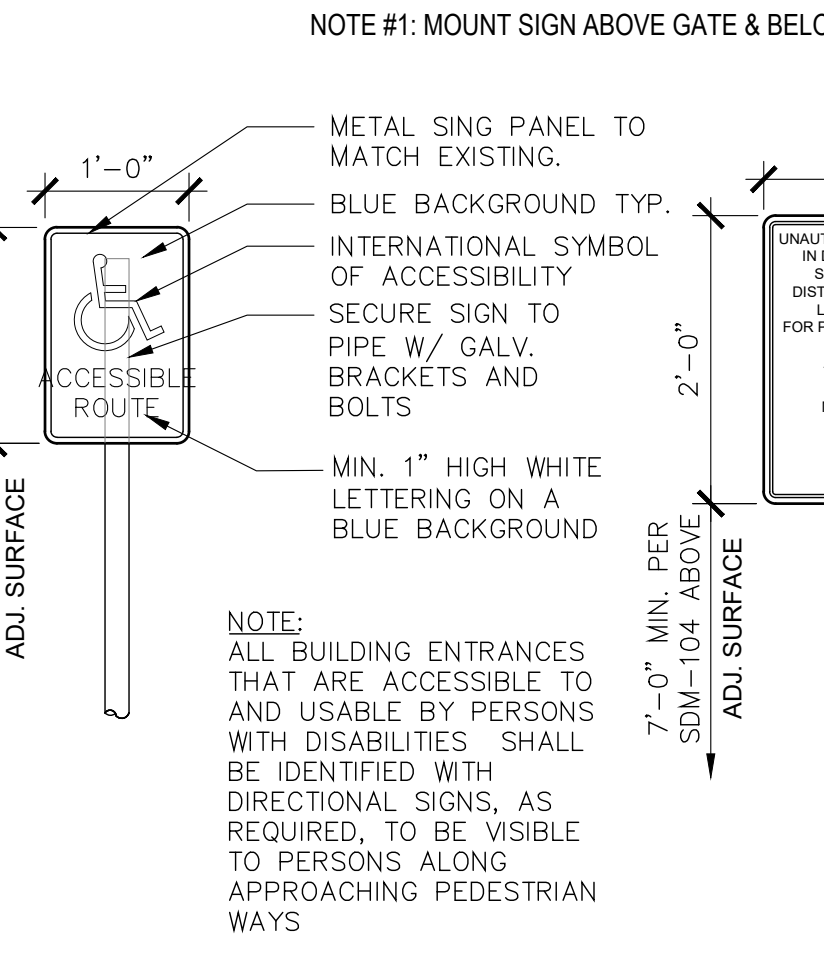 NOTE #1: MOUNT SIGN ABOVE GATE &
1'-0"
METAL SING PANEL TO
MATCH EXISTING.
BLUE BACKGROUND TYP.
INTERNATIONAL SYMBOL
OF ACCESSIBILITY
SECURE SIGN TO
PIPE W/ GALV.
BRACKETS AND
BOLTS
ACCESSIBLE
ROUTE
MIN. 1" HIGH WHITE
LETTERING ON A
BLUE BACKGROUND
ADJ. SURFACE
NOTE:
ALL BUILDING ENTRANCES
THAT ARE ACCESSIBLE TO
AND USABLE BY PERSONS
WITH DISABILITIES SHALL
BE IDENTIFIED WITH
DIRECTIONAL SIGNS, AS
REQUIRED, TO BE VISIBLE
TO PERSONS ALONG
APPROACHING PEDESTRIAN
WAYS
2'-0"
7'-0" MIN. PER
SDM-104 ABOVE
ADJ. SURFACE
IN
FOR